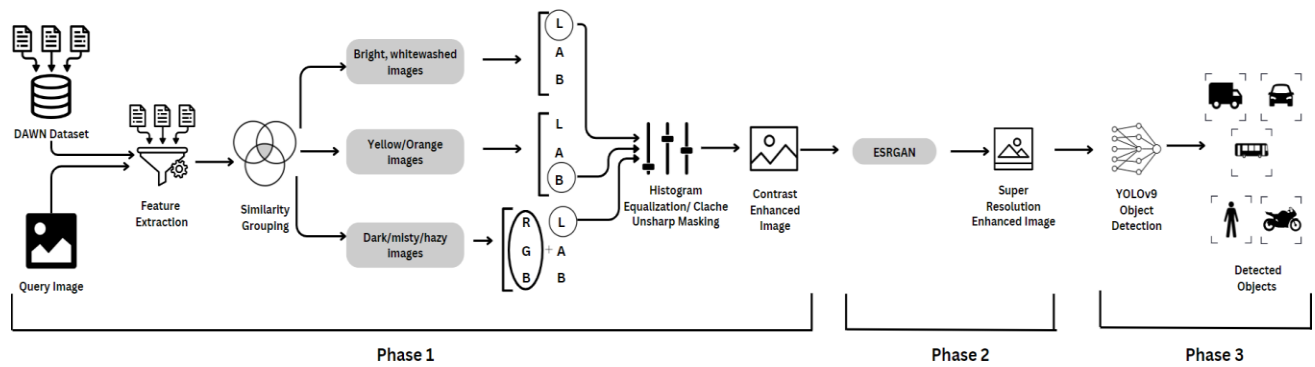 DAWN Dataset
Query Image
Feature
Extraction
Similarity
Grouping
Bright, whitewashed
images
Yellow/Orange
images
Dark/misty/hazy
images
L
A
B
L
A
B
R
G
B
+
L
A
B
Histogram
Equalization/ Clache
Unsharp Masking
Contrast
Enhanced
Image
ESRGAN
Super
Resolution
Enhanced Image
YOLOv9
Object
Detection
Detected
Objects
Phase 1
Phase 2
Phase 3